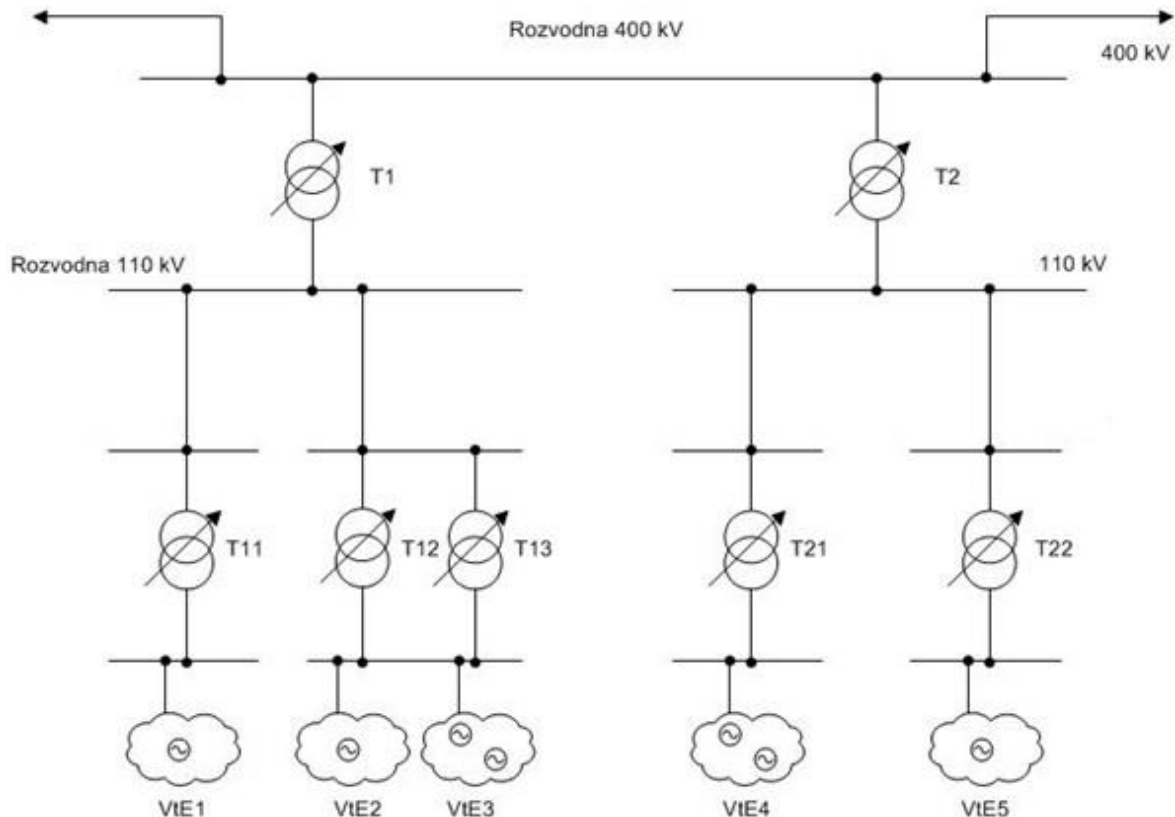 Rozvodna 400 kV
400 kV
T1
T2
Rozvodna 110 kV
110 kV
T11
T12
T13
T21
T22
VtE1
VtE2
VtE3
VtE4
VtE5